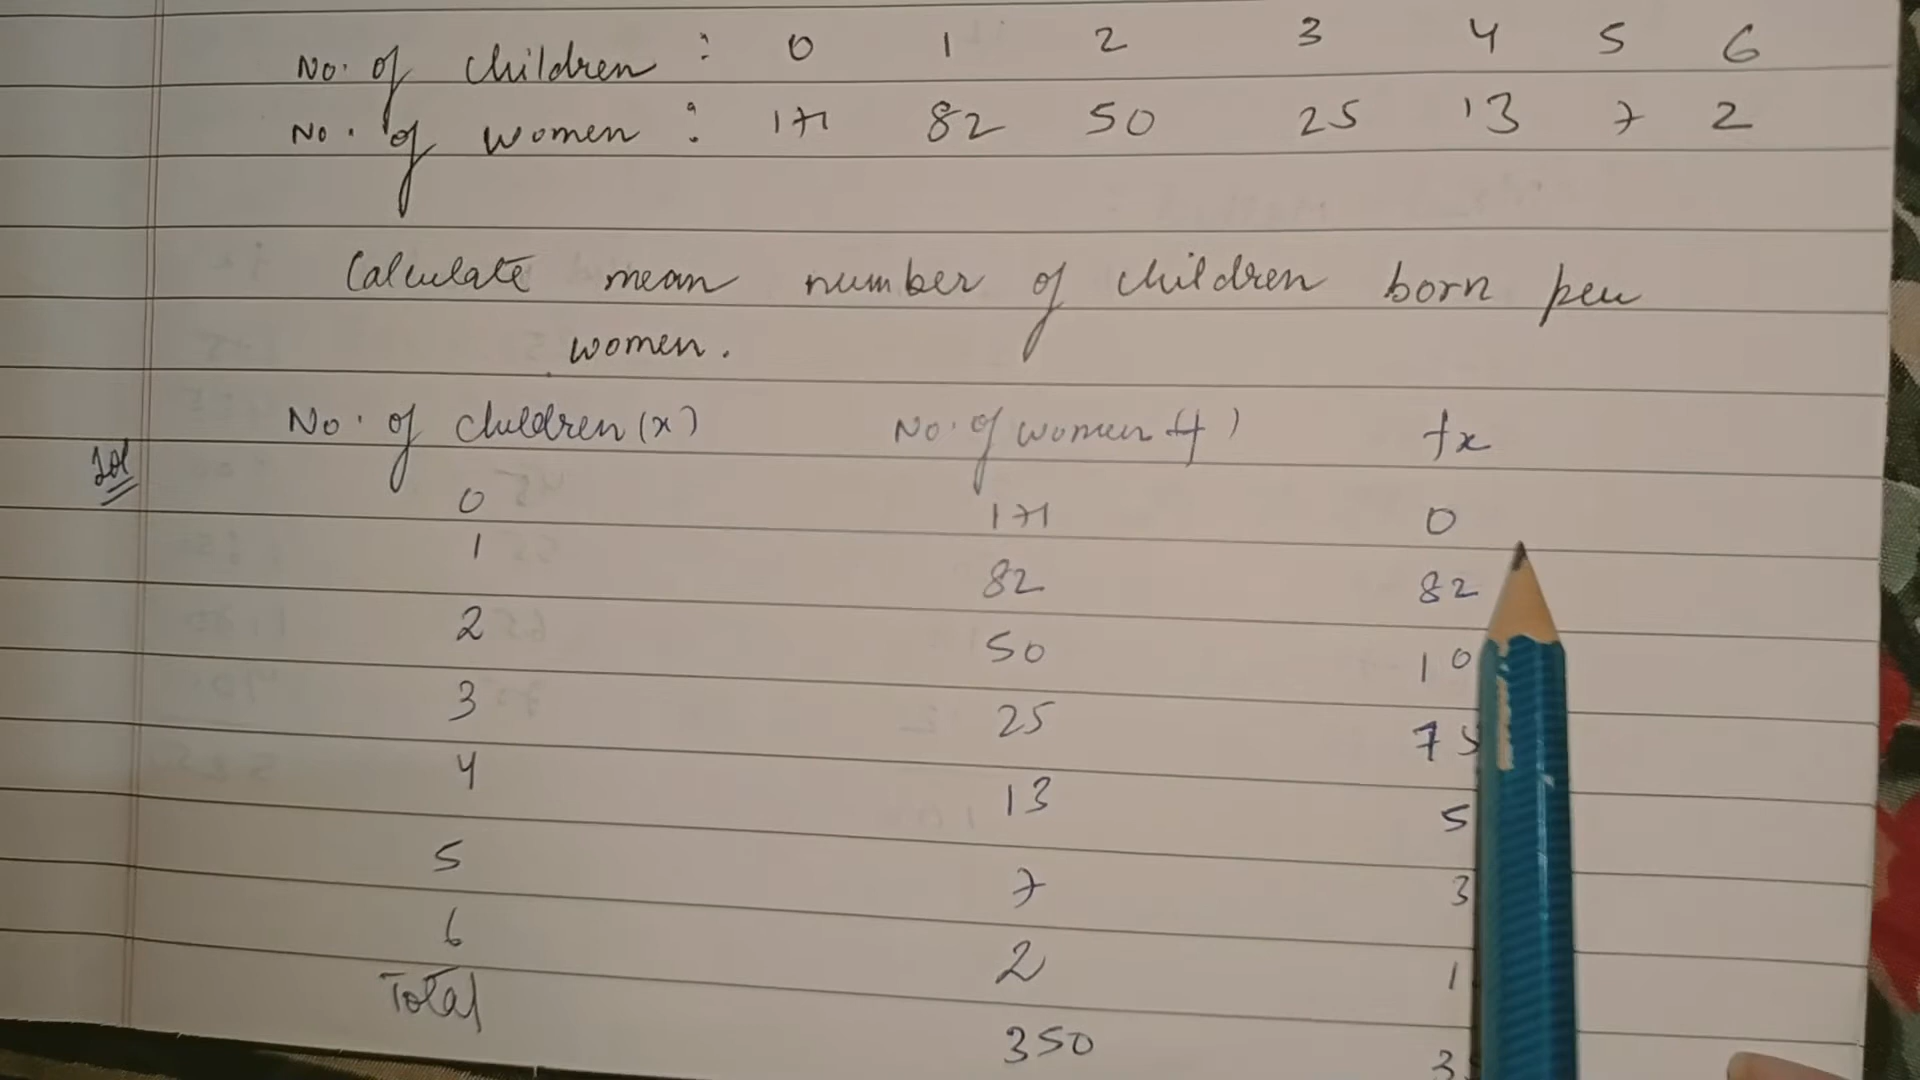 No. of children : 0 1 2 3 4 5 6
No. of women : 171 82 50 25 13 7 2
Calculate mean number of children born per
women.
Sol
No. of children (x) No. of women (f) fx
0 171 0
1 82 82
2 50 10
3 25 75
4 13 5
5 7 3
6 2 1
Total 350 3